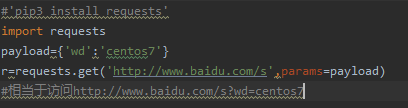 #'pip3 install requests'
import requests
payload={'wd':'centos7'}
r=requests.get('http://www.baidu.com/s',params=payload)
#相当于访问http://www.baidu.com/s?wd=centos7